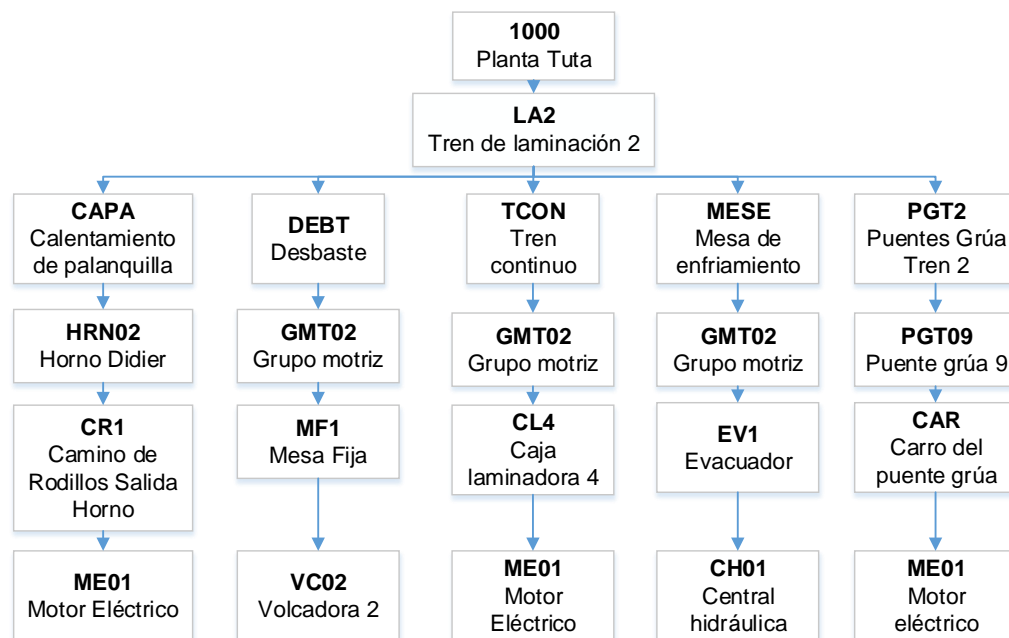 1000
Planta Tuta
LA2
Tren de laminación 2
CAPA
Calentamiento
de palanquilla
DEBT
Desbaste
TCON
Tren
continuo
MESE
Mesa de
enfriamiento
PGT2
Puentes Grúa
Tren 2
HRN02
Horno Didier
GMT02
Grupo motriz
GMT02
Grupo motriz
GMT02
Grupo motriz
PGT09
Puente grúa 9
CR1
Camino de
Rodillos Salida
Horno
MF1
Mesa Fija
CL4
Caja
laminadora 4
EV1
Evacuador
CAR
Carro del
puente grúa
ME01
Motor Eléctrico
VC02
Volcadora 2
ME01
Motor
Eléctrico
CH01
Central
hidráulica
ME01
Motor
eléctrico